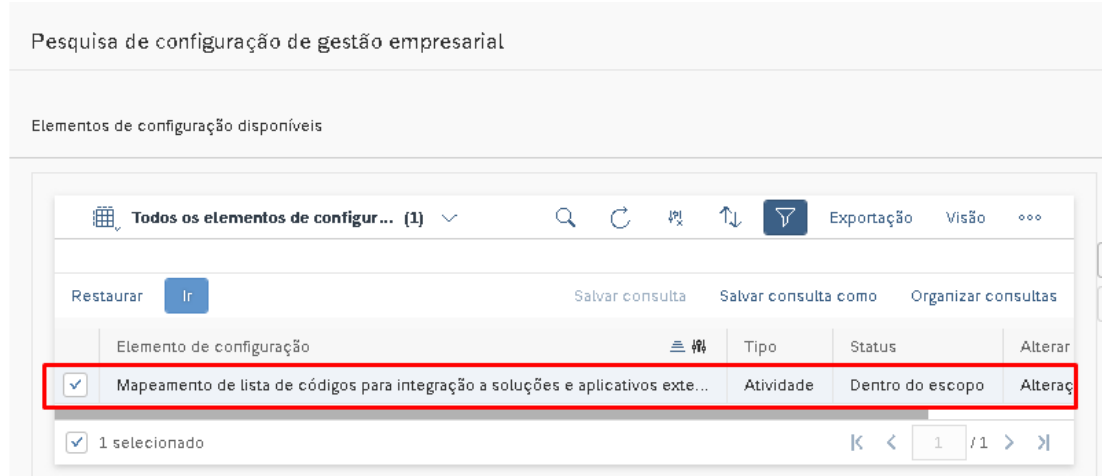 Pesquisa de configuração de gestão empresarial
Elementos de configuração disponíveis
Todos os elementos de configur... (1)
Exportação
Visão
Restaurar
Ir
Salvar consulta
Salvar consulta como
Organizar consultas
Elemento de configuração
Tipo
Status
Alterar
Mapeamento de lista de códigos para integração a soluções e aplicativos exte...
Atividade
Dentro do escopo
Alteraç
1 selecionado
1
/ 1